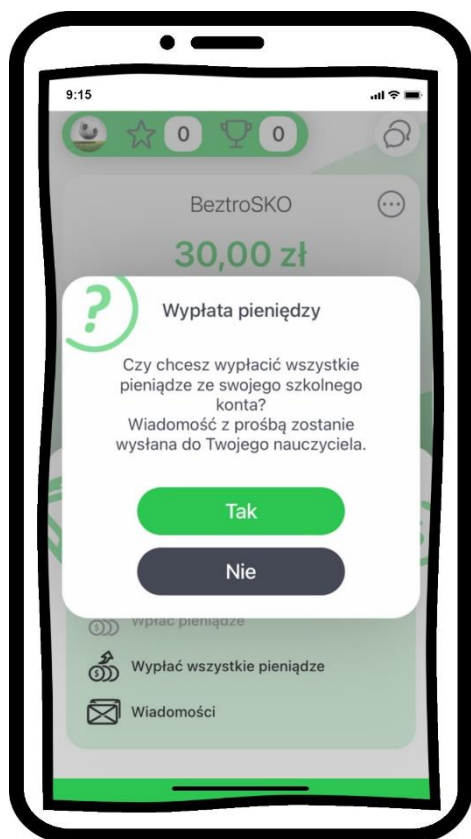 9:15
0 0
BeztroSKO
30,00 zł
?
Wypłata pieniędzy
Czy chcesz wypłacić wszystkie
pieniądze ze swojego szkolnego
konta?
Wiadomość z prośbą zostanie
wysłana do Twojego nauczyciela.
Tak
Nie
Wpłać pieniądze
Wypłać wszystkie pieniądze
Wiadomości